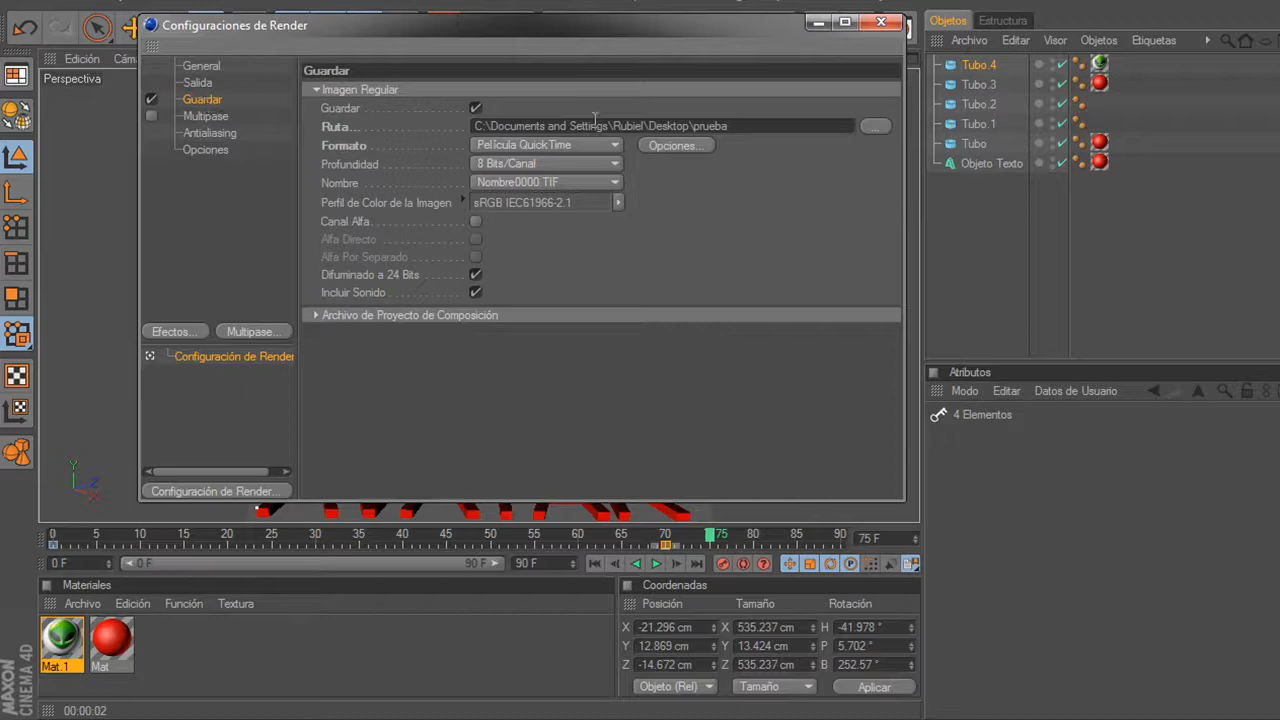 Configuraciones de Render
Objetos
Estructura
Edición
Archivo
Editar
Visor
Objetos
Etiquetas
Perspectiva
General
Salida
Guardar
Multipase
Antialiasing
Opciones
Guardar
Imagen Regular
Guardar
Ruta...
C:\Documents and Settings\Rubiel\Desktop\prueba
...
Formato
Película QuickTime
Opciones...
Profundidad
8 Bits/Canal
Nombre
Nombre0000.TIF
Perfil de Color de la Imagen
sRGB IEC61966-2.1
Canal Alfa
Alfa Directo
Alfa Por Separado
Difuminado a 24 Bits
Incluir Sonido
Archivo de Proyecto de Composición
Efectos...
Multipase...
Configuración de Render
Configuración de Render...
Tubo.4
Tubo.3
Tubo.2
Tubo.1
Tubo
Objeto Texto
Atributos
Modo
Editar
Datos de Usuario
4 Elementos
Y
Z
X
0 5 10 15 20 25 30 35 40 45 50 55 60 65 70 75 80 85 90
75 F
0 F
0 F
90 F
90 F
Materiales
Archivo
Edición
Función
Textura
Mat.1
Mat
Coordenadas
Posición
Tamaño
Rotación
X -21.296 cm X 535.237 cm H -41.978 °
Y 12.869 cm Y 13.424 cm P 5.702 °
Z -14.672 cm Z 535.237 cm B 252.57 °
Objeto (Rel)
Tamaño
Aplicar
MAXON
CINEMA 4D
00:00:02